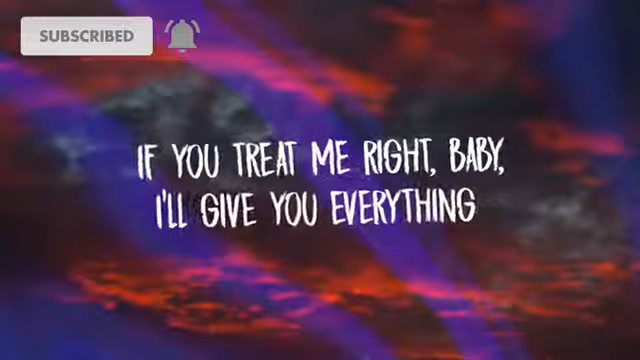 SUBSCRIBED
IF YOU TREAT ME RIGHT, BABY,
I'LL GIVE YOU EVERYTHING